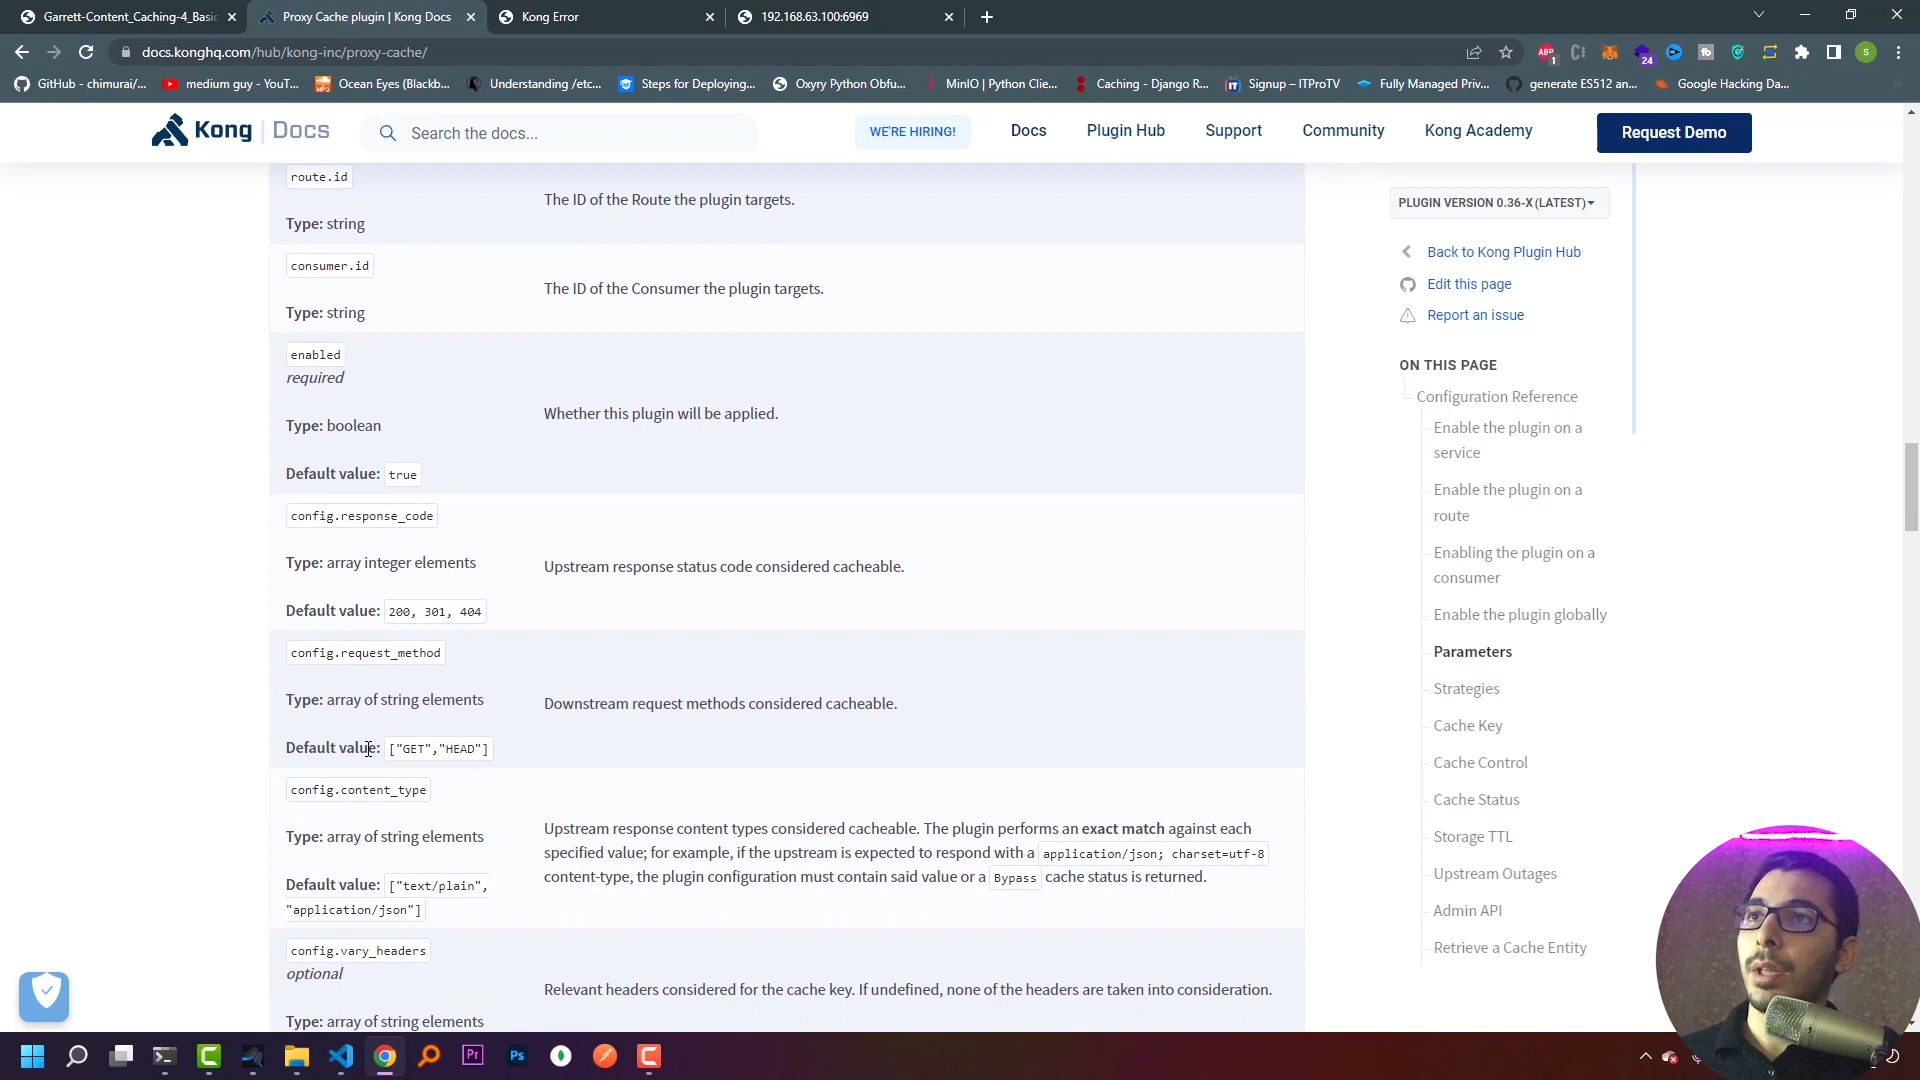 Garrett-Content_Caching-4_Basic
Proxy Cache plugin | Kong Docs
Kong Error
192.168.63.100:6969
docs.konghq.com/hub/kong-inc/proxy-cache/
ABP
1
24
S
GitHub - chimurai/...
medium guy - YouT...
Ocean Eyes (Blackb...
Understanding /etc...
Steps for Deploying...
Oxyry Python Obfu...
MinIO | Python Clie...
Caching - Django R...
Signup – ITProTV
Fully Managed Priv...
generate ES512 an...
Google Hacking Da...
Kong | Docs
Search the docs...
WE'RE HIRING!
Docs
Plugin Hub
Support
Community
Kong Academy
Request Demo
route.id
The ID of the Route the plugin targets.
Type: string
consumer.id
The ID of the Consumer the plugin targets.
Type: string
enabled
required
Whether this plugin will be applied.
Type: boolean
Default value: true
config.response_code
Type: array integer elements
Upstream response status code considered cacheable.
Default value: 200, 301, 404
config.request_method
Type: array of string elements
Downstream request methods considered cacheable.
Default value: ["GET","HEAD"]
config.content_type
Type: array of string elements
Upstream response content types considered cacheable. The plugin performs an exact match against each
specified value; for example, if the upstream is expected to respond with a application/json; charset=utf-8
content-type, the plugin configuration must contain said value or a Bypass cache status is returned.
Default value: ["text/plain",
"application/json"]
config.vary_headers
optional
Relevant headers considered for the cache key. If undefined, none of the headers are taken into consideration.
Type: array of string elements
PLUGIN VERSION 0.36-X (LATEST)
Back to Kong Plugin Hub
Edit this page
Report an issue
ON THIS PAGE
Configuration Reference
Enable the plugin on a
service
Enable the plugin on a
route
Enabling the plugin on a
consumer
Enable the plugin globally
Parameters
Strategies
Cache Key
Cache Control
Cache Status
Storage TTL
Upstream Outages
Admin API
Retrieve a Cache Entity
Pr
Ps